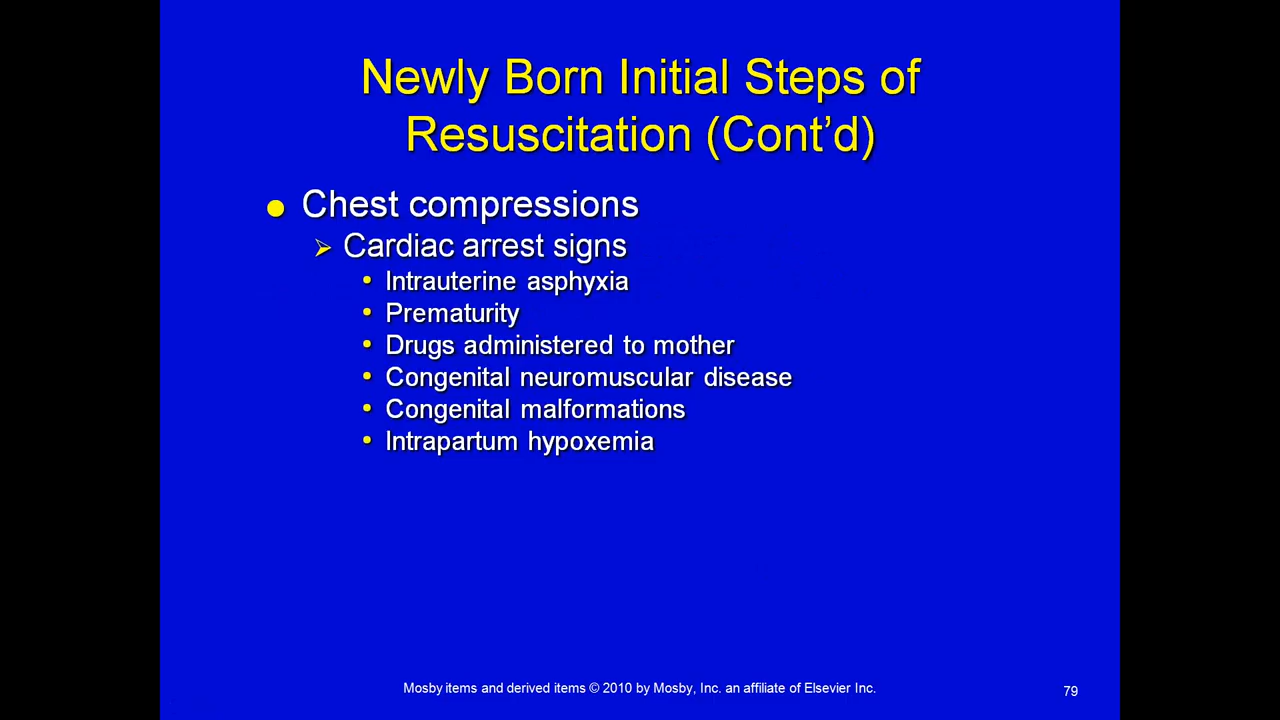 Newly Born Initial Steps of
Resuscitation (Cont’d)
Chest compressions
Cardiac arrest signs
Intrauterine asphyxia
Prematurity
Drugs administered to mother
Congenital neuromuscular disease
Congenital malformations
Intrapartum hypoxemia
Mosby items and derived items © 2010 by Mosby, Inc. an affiliate of Elsevier Inc.
79